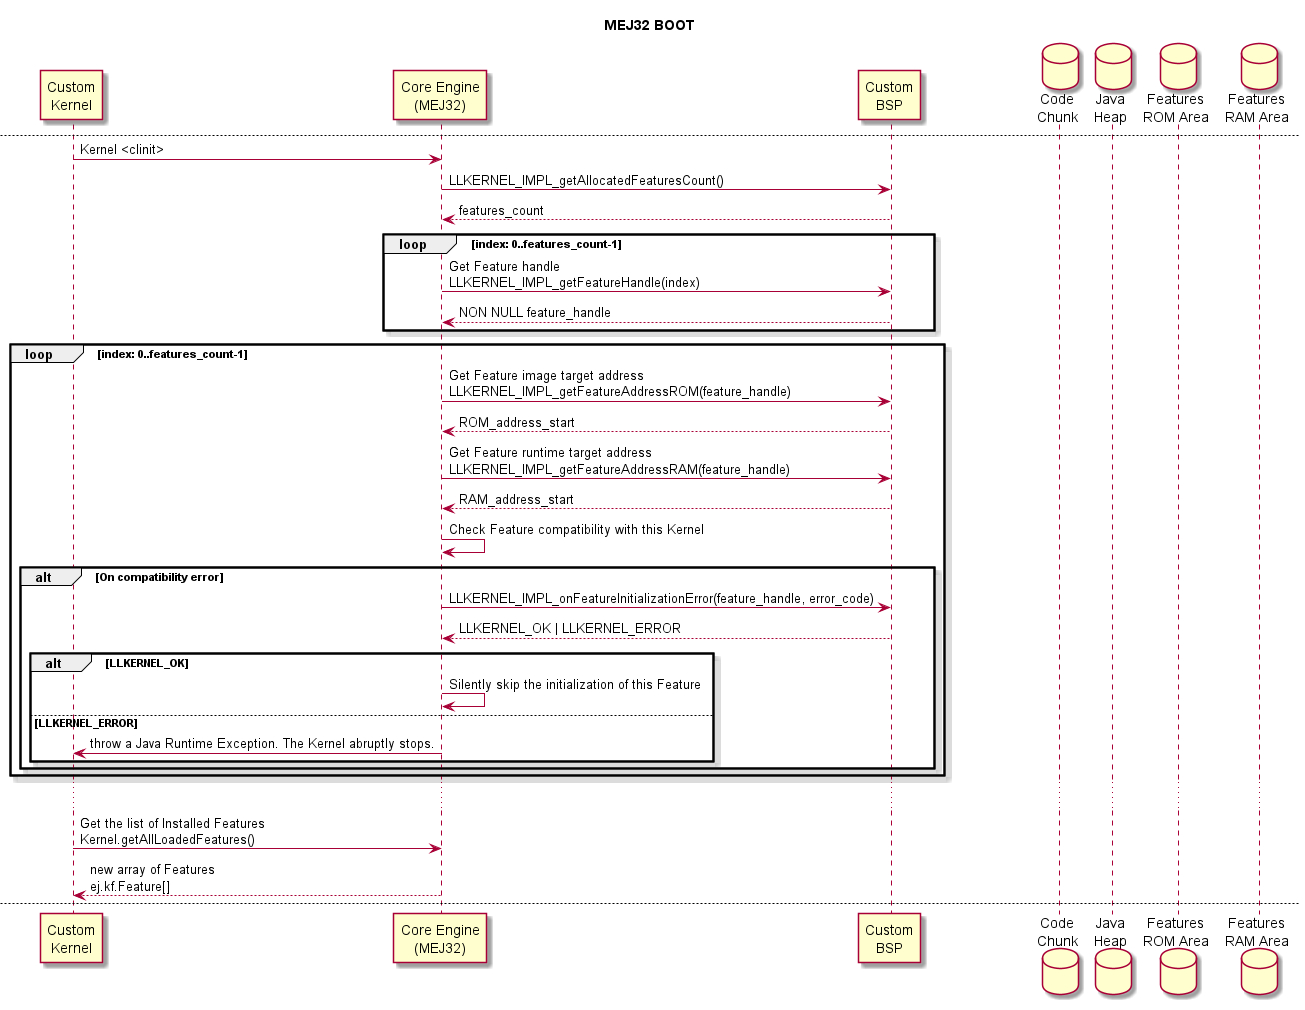 MEJ32 BOOT
Custom
Kernel
Core Engine
(MEJ32)
Custom
BSP
Code
Chunk
Java
Heap
Features
ROM Area
Features
RAM Area
Kernel <clinit>
LLKERNEL_IMPL_getAllocatedFeaturesCount()
features_count
loop [index: 0..features_count-1]
Get Feature handle
LLKERNEL_IMPL_getFeatureHandle(index)
NON NULL feature_handle
loop [index: 0..features_count-1]
Get Feature image target address
LLKERNEL_IMPL_getFeatureAddressROM(feature_handle)
ROM_address_start
Get Feature runtime target address
LLKERNEL_IMPL_getFeatureAddressRAM(feature_handle)
RAM_address_start
Check Feature compatibility with this Kernel
alt [On compatibility error]
LLKERNEL_IMPL_onFeatureInitializationError(feature_handle, error_code)
LLKERNEL_OK | LLKERNEL_ERROR
alt [LLKERNEL_OK]
Silently skip the initialization of this Feature
[LLKERNEL_ERROR]
throw a Java Runtime Exception. The Kernel abruptly stops.
Get the list of Installed Features
Kernel.getAllLoadedFeatures()
new array of Features
ej.kf.Feature[]
Custom
Kernel
Core Engine
(MEJ32)
Custom
BSP
Code
Chunk
Java
Heap
Features
ROM Area
Features
RAM Area